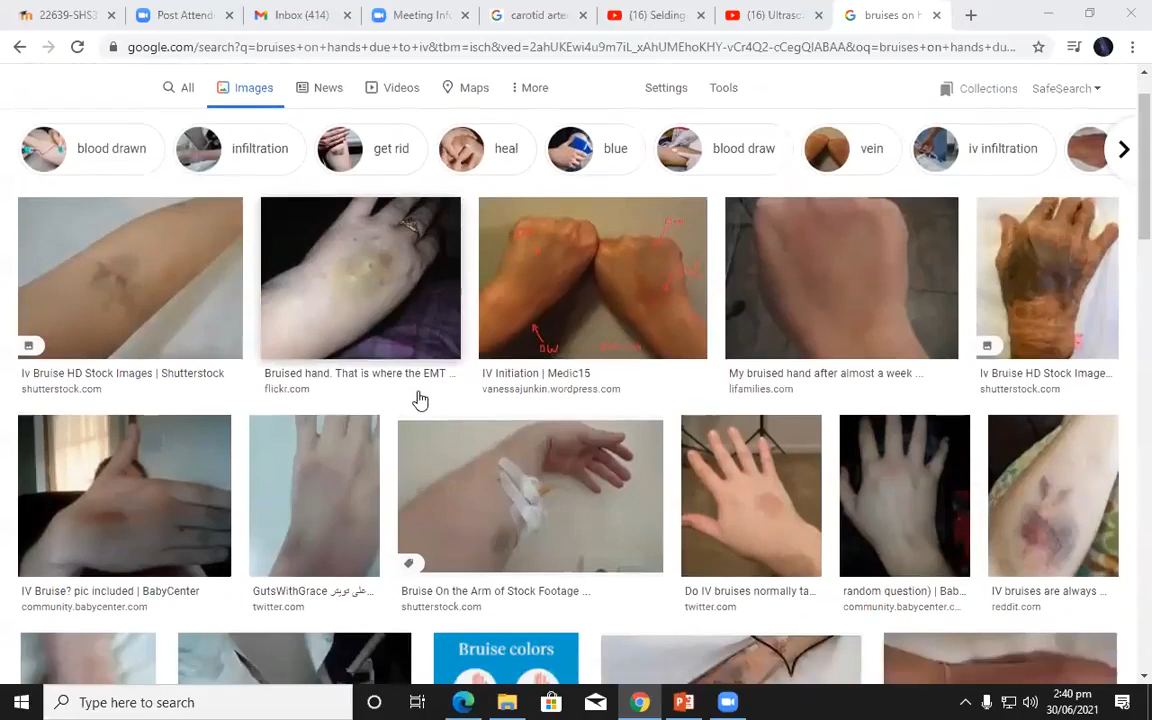 22639-SHS3
Post Attend
Inbox (414)
Meeting Inf
carotid arte
(16) Selding
(16) Ultraso
bruises on h
google.com/search?q=bruises+on+hands+due+to+iv&tbm=isch&ved=2ahUKEwi4u9m7iL_xAhUMEhoKHY-vCr4Q2-cCegQIABAA&oq=bruises+on+hands+du...
All
Images
News
Videos
Maps
More
Settings
Tools
Collections
SafeSearch
blood drawn
infiltration
get rid
heal
blue
blood draw
vein
iv infiltration
Iv Bruise HD Stock Images | Shutterstock
shutterstock.com
Bruised hand. That is where the EMT ...
flickr.com
IV Initiation | Medic15
vanessajunkin.wordpress.com
My bruised hand after almost a week ...
lifamilies.com
Iv Bruise HD Stock Image...
shutterstock.com
IV Bruise? pic included | BabyCenter
community.babycenter.com
GutsWithGrace على تويتر...
twitter.com
Bruise On the Arm of Stock Footage ...
shutterstock.com
Do IV bruises normally ta...
twitter.com
random question) | Bab...
community.babycenter.c...
IV bruises are always ...
reddit.com
Bruise colors
Type here to search
2:40 pm
30/06/2021